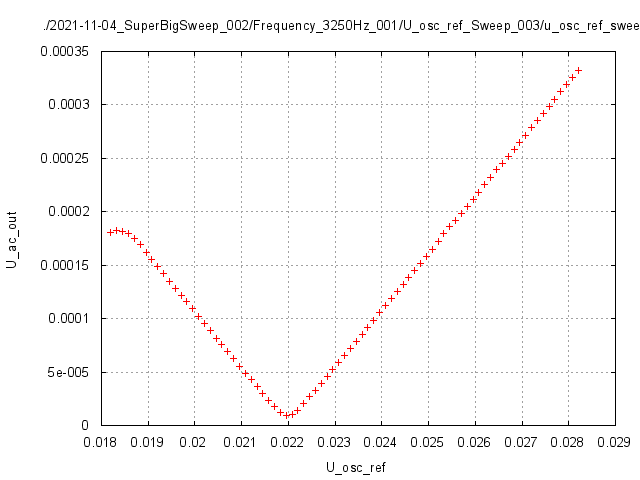 ./2021-11-04_SuperBigSweep_002/Frequency_3250Hz_001/U_osc_ref_Sweep_003/u_osc_ref_swee
0.00035
0.0003
0.00025
0.0002
0.00015
0.0001
5e-005
0
U_ac_out
0.018 0.019 0.02 0.021 0.022 0.023 0.024 0.025 0.026 0.027 0.028 0.029
U_osc_ref